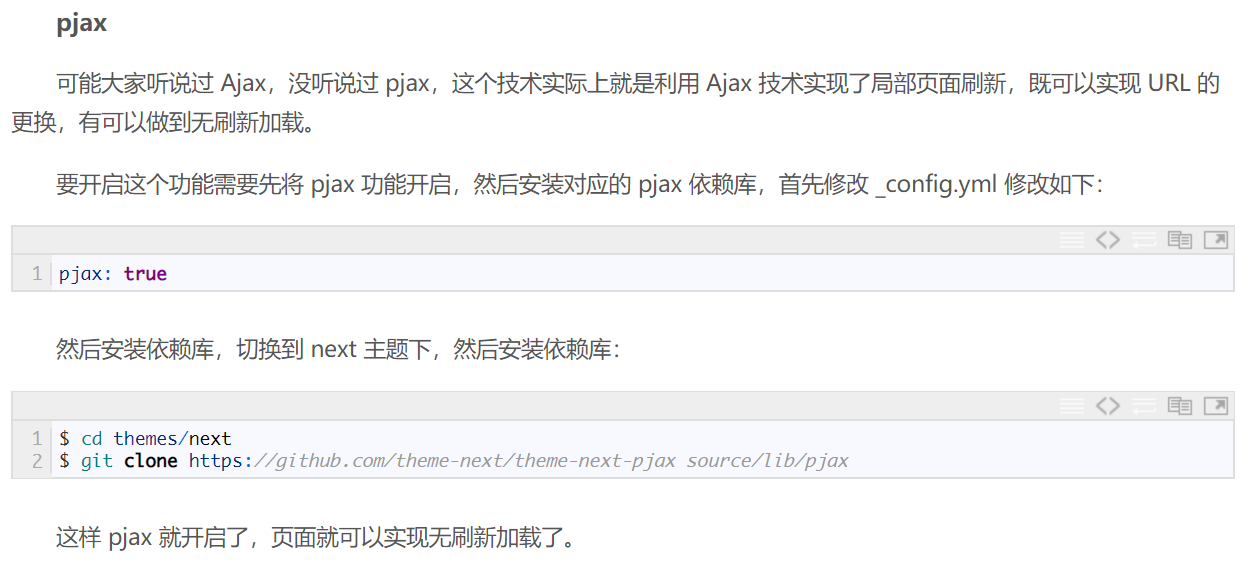 pjax
可能大家听说过 Ajax，没听说过 pjax，这个技术实际上就是利用 Ajax 技术实现了局部页面刷新，既可以实现 URL 的
更换，有可以做到无刷新加载。
要开启这个功能需要先将 pjax 功能开启，然后安装对应的 pjax 依赖库，首先修改 _config.yml 修改如下：
1 pjax: true
然后安装依赖库，切换到 next 主题下，然后安装依赖库：
1 $ cd themes/next
2 $ git clone https://github.com/theme-next/theme-next-pjax source/lib/pjax
这样 pjax 就开启了，页面就可以实现无刷新加载了。